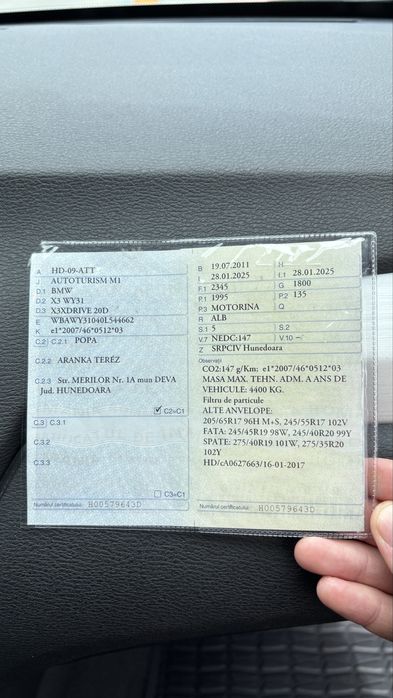 A HD-09-ATT
J AUTOTURISM M1
D.1 BMW
D.2 X3 WY31
D.3 X3XDRIVE 20D
E WBAWY31040L544662
K e1*2007/46*0512*03
C.2 C.2.1 POPA
C.2.2 ARANKA TERÉZ
C.2.3 Str. MERILOR Nr. 1A mun DEVA
Jud. HUNEDOARA
C2=C1
C.3 C.3.1
C.3.2
C.3.3
C3=C1
Numărul certificatului H00579643D
B 19.07.2011 H
I 28.01.2025 I.1 28.01.2025
F.1 2345 G 1800
P.1 1995 P.2 135
P.3 MOTORINA Q
R ALB
S.1 5 S.2
V.7 NEDC:147 V.10 –
Z SRPCIV Hunedoara
Observații
CO2:147 g/Km: e1*2007/46*0512*03
MASA MAX. TEHN. ADM. A ANS DE
VEHICULE: 4400 KG.
Filtru de particule
ALTE ANVELOPE:
205/65R17 96H M+S, 245/55R17 102V
FATA: 245/45R19 98W, 245/40R20 99Y
SPATE: 275/40R19 101W, 275/35R20
102Y
HD/cA0627663/16-01-2017
Numărul certificatului H00579643D